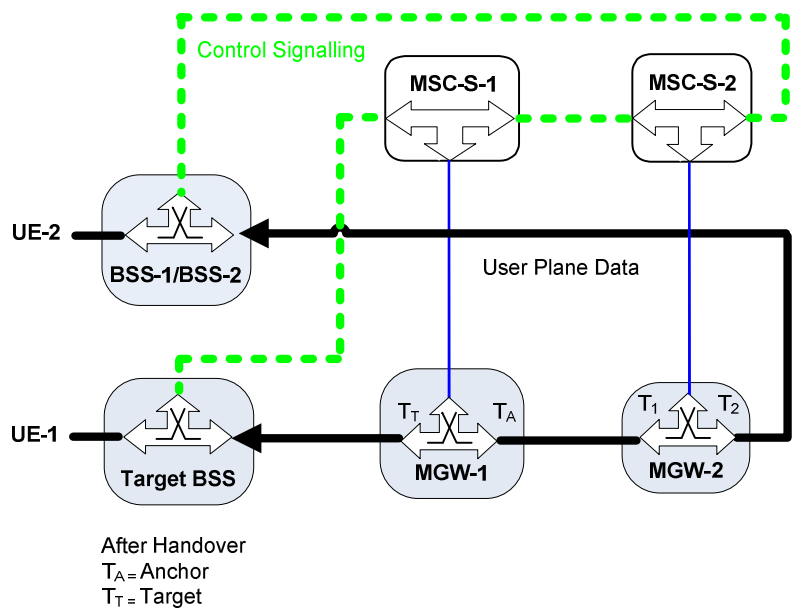 Control Signalling
MSC-S-1
MSC-S-2
UE-2
BSS-1/BSS-2
User Plane Data
UE-1
Target BSS
TT
TA
MGW-1
T1
T2
MGW-2
After Handover
TA = Anchor
TT = Target